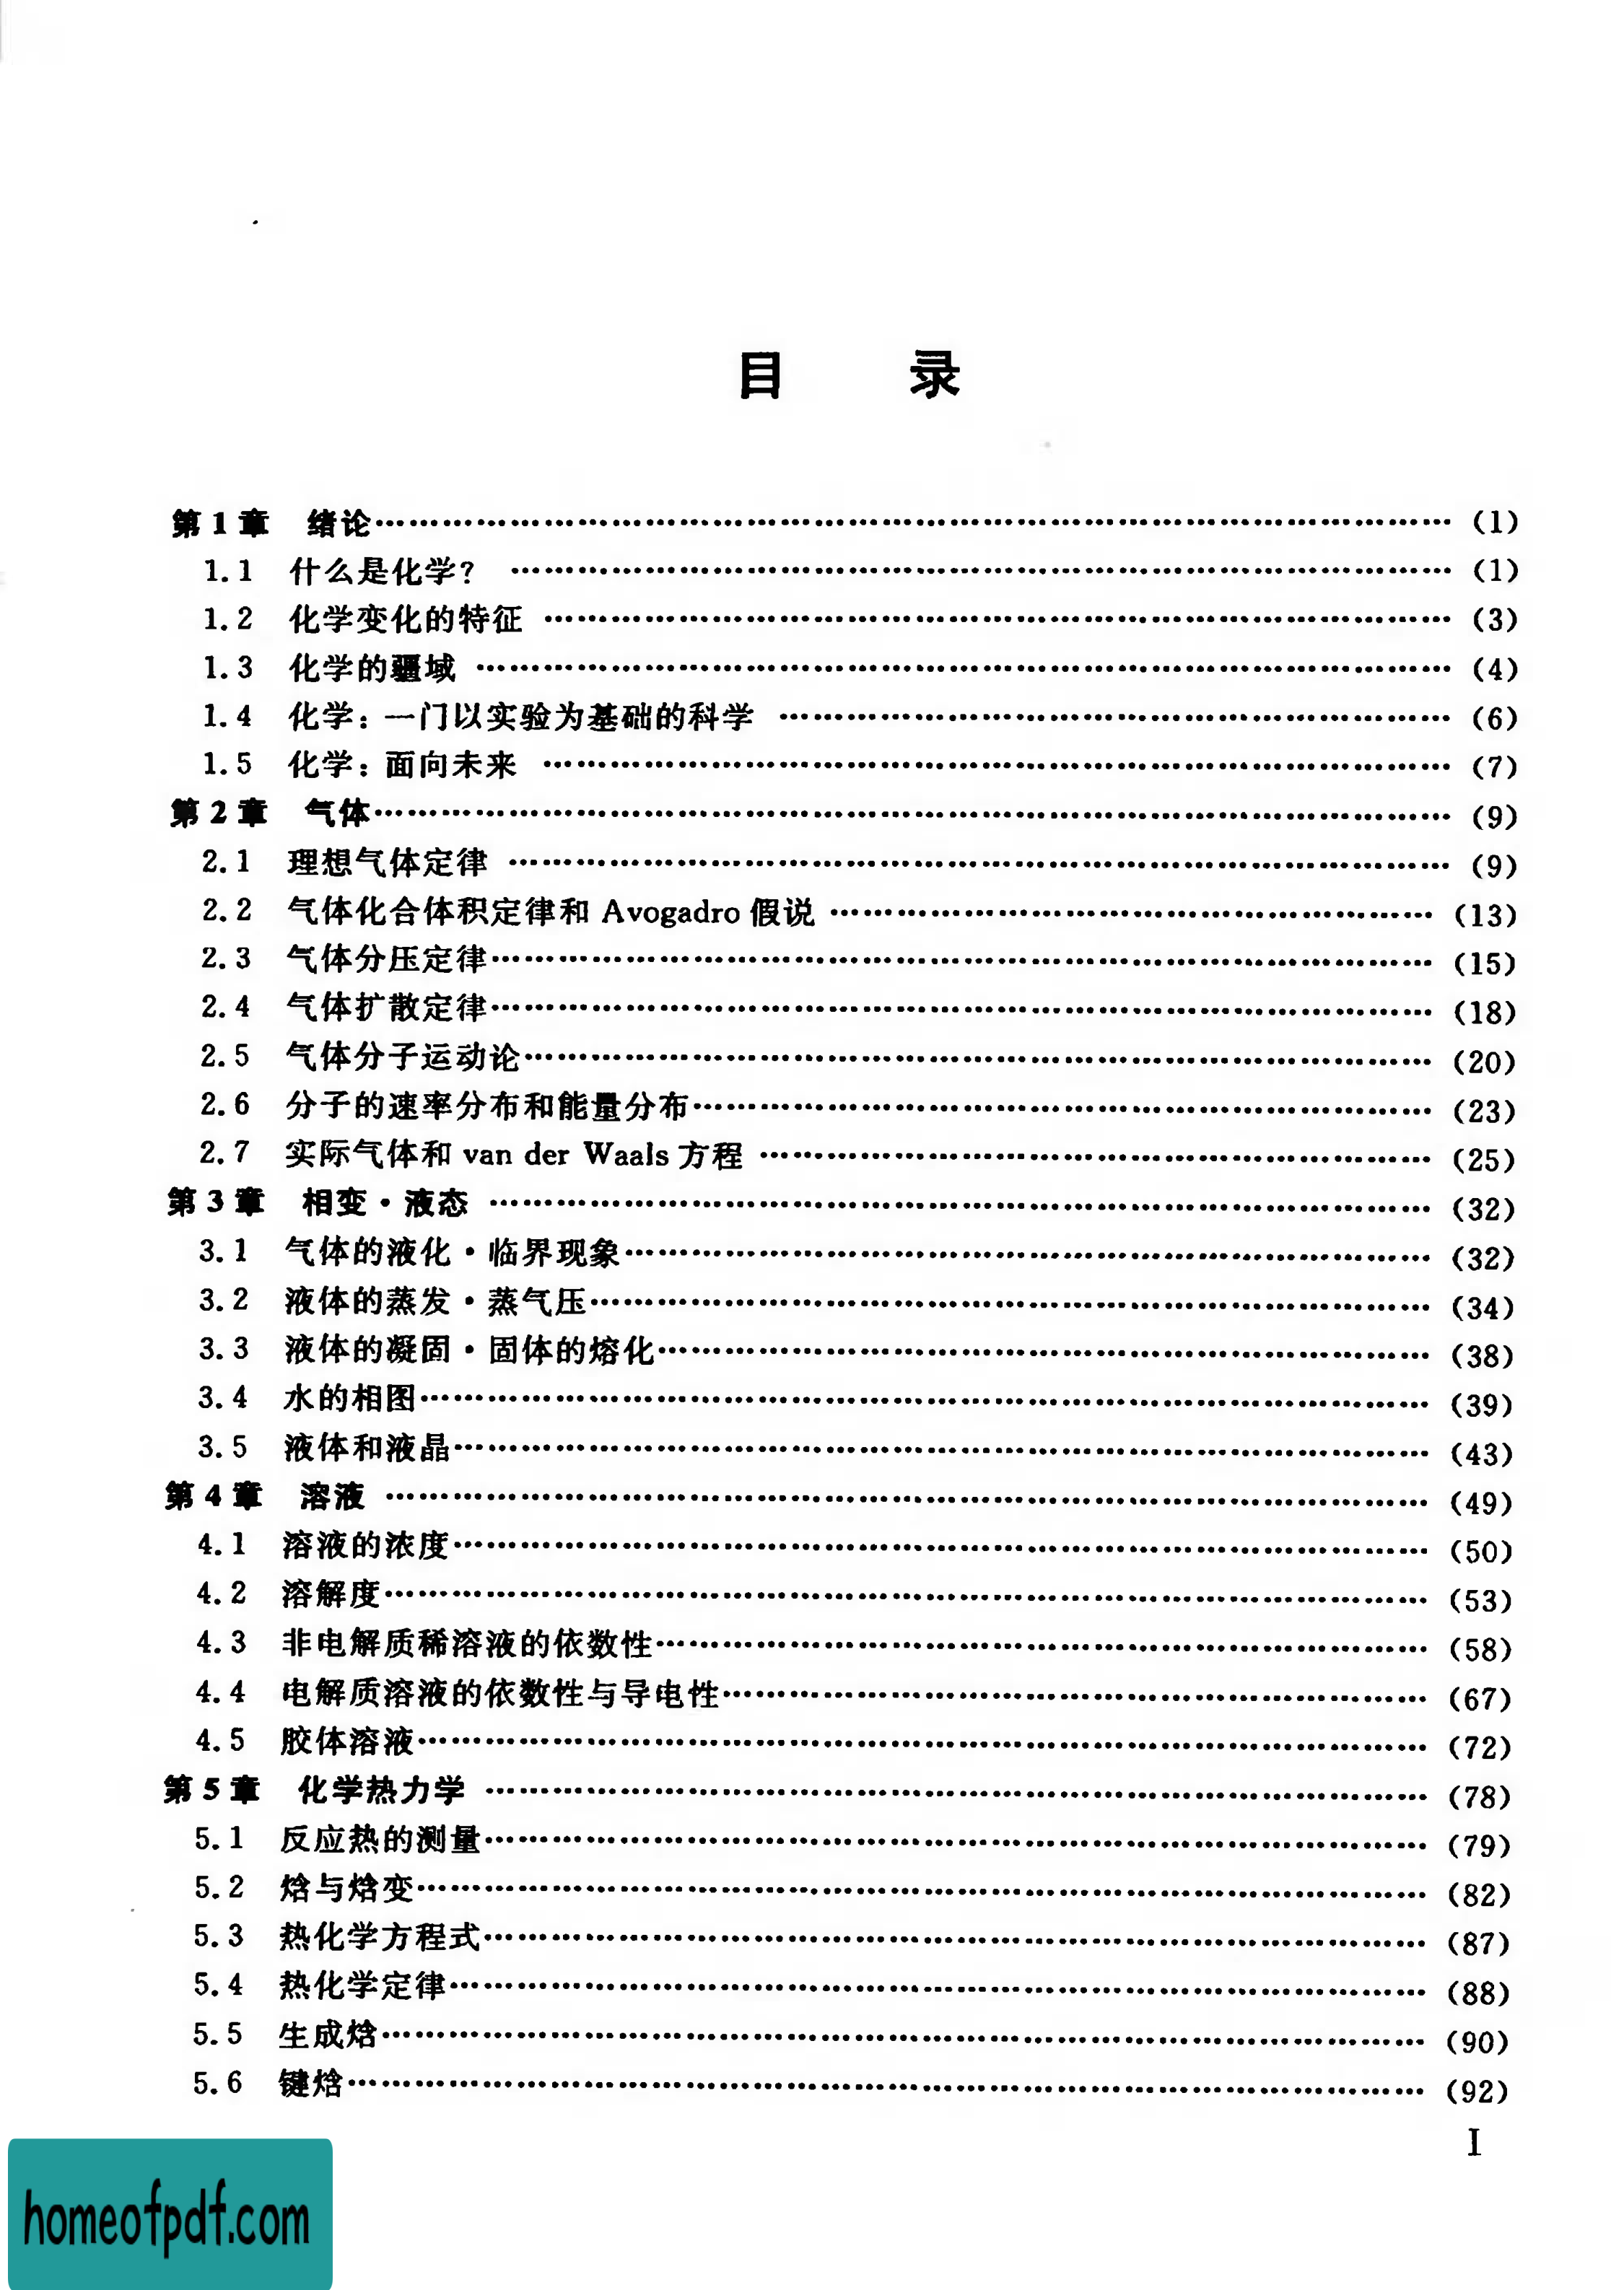 目 录
第1章 绪论…………………………………………(1)
1.1 什么是化学? …………………………………………(1)
1.2 化学变化的特征 …………………………………………(3)
1.3 化学的疆域 …………………………………………(4)
1.4 化学:一门以实验为基础的科学 …………………………………………(6)
1.5 化学:面向未来 …………………………………………(7)
第2章 气体…………………………………………(9)
2.1 理想气体定律 …………………………………………(9)
2.2 气体化合体积定律和 Avogadro 假说 …………………………………………(13)
2.3 气体分压定律…………………………………………(15)
2.4 气体扩散定律…………………………………………(18)
2.5 气体分子运动论…………………………………………(20)
2.6 分子的速率分布和能量分布…………………………………………(23)
2.7 实际气体和 van der Waals 方程 …………………………………………(25)
第3章 相变·液态 …………………………………………(32)
3.1 气体的液化·临界现象…………………………………………(32)
3.2 液体的蒸发·蒸气压…………………………………………(34)
3.3 液体的凝固·固体的熔化…………………………………………(38)
3.4 水的相图…………………………………………(39)
3.5 液体和液晶…………………………………………(43)
第4章 溶液 …………………………………………(49)
4.1 溶液的浓度…………………………………………(50)
4.2 溶解度…………………………………………(53)
4.3 非电解质稀溶液的依数性…………………………………………(58)
4.4 电解质溶液的依数性与导电性…………………………………………(67)
4.5 胶体溶液…………………………………………(72)
第5章 化学热力学 …………………………………………(78)
5.1 反应热的测量…………………………………………(79)
5.2 焓与焓变…………………………………………(82)
5.3 热化学方程式…………………………………………(87)
5.4 热化学定律…………………………………………(88)
5.5 生成焓…………………………………………(90)
5.6 键焓…………………………………………(92)
I
homeofpdf.com